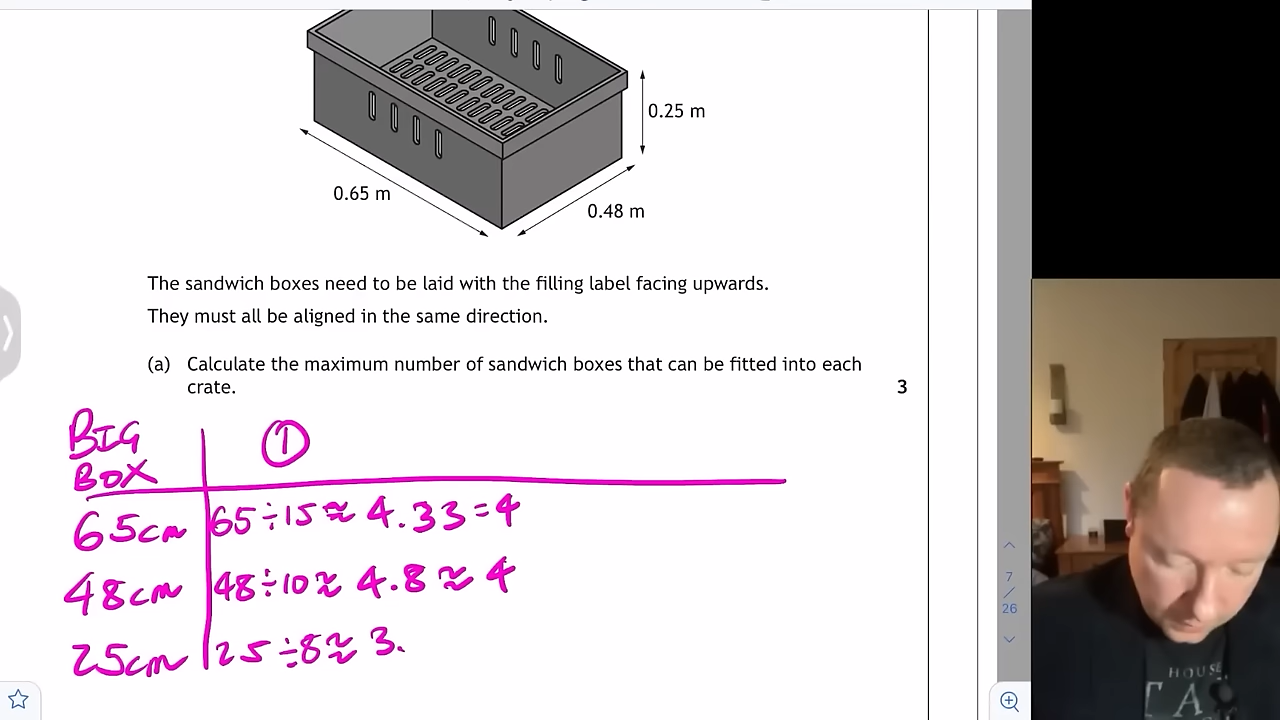 0.25 m
0.65 m
0.48 m
The sandwich boxes need to be laid with the filling label facing upwards.
They must all be aligned in the same direction.
(a) Calculate the maximum number of sandwich boxes that can be fitted into each
crate.
3
BIG
BOX
①
65cm 65÷15≈ 4.33=4
48cm 48÷10≈ 4.8≈4
25cm 25÷8≈ 3.
7
/
26
HOUSE